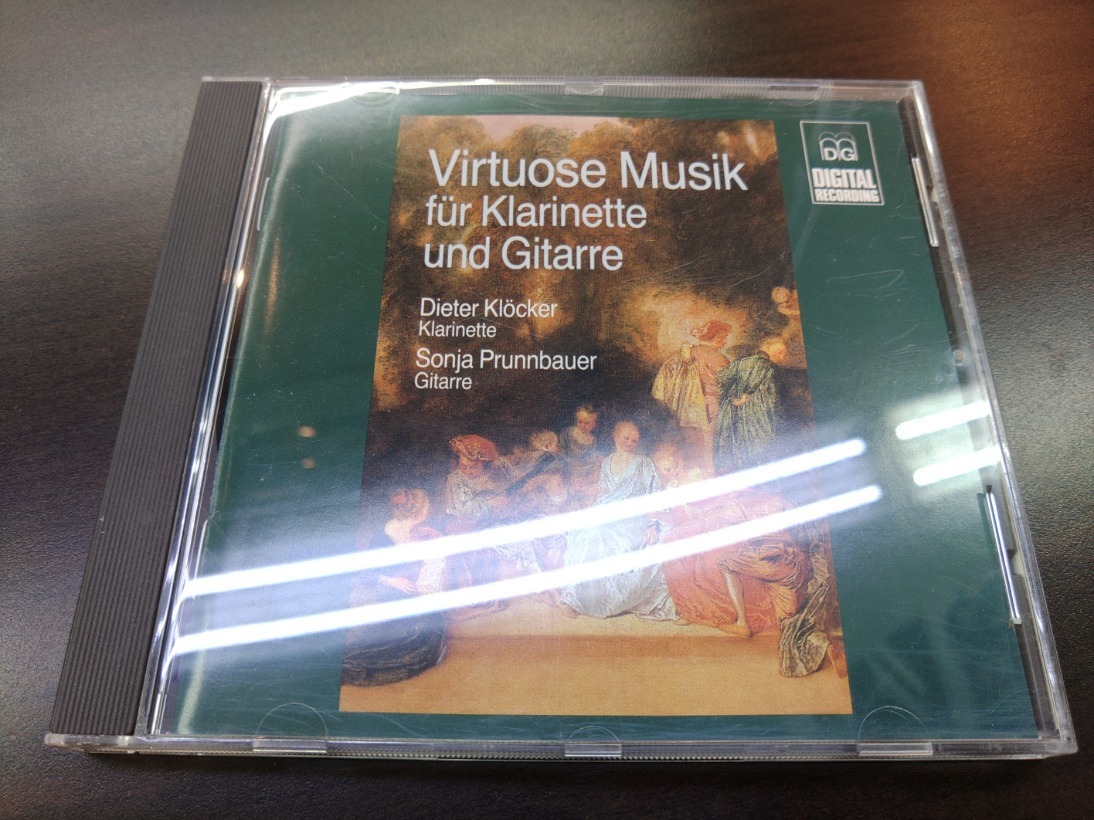 Virtuose Musik
für Klarinette
und Gitarre
Dieter Klöcker
Klarinette
Sonja Prunnbauer
Gitarre
DG
DIGITAL
RECORDING